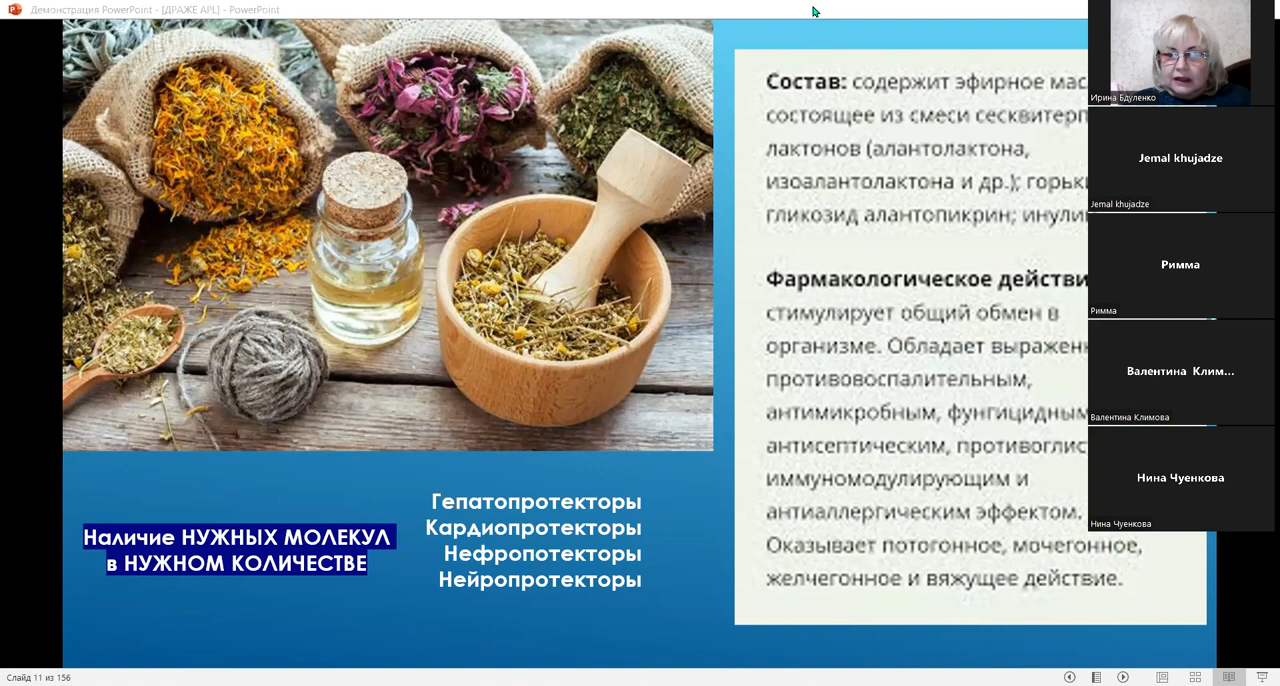 Демонстрация PowerPoint - [ДРАЖЕ APL] - PowerPoint
Состав: содержит эфирное мас
состоящее из смеси сесквитерп
лактонов (алантолактона,
изоалантолактона и др.); горьк
гликозид алантопикрин; инули
Фармакологическое действи
стимулирует общий обмен в
организме. Обладает выражен
противовоспалительным,
антимикробным, фунгицидным
антисептическим, противоглис
иммуномодулирующим и
антиаллергическим эффектом.
Оказывает потогонное, мочегонное,
желчегонное и вяжущее действие.
Наличие НУЖНЫХ МОЛЕКУЛ
в НУЖНОМ КОЛИЧЕСТВЕ
Гепатопротекторы
Кардиопротекторы
Нефропотекторы
Нейропротекторы
Ирина Бдуленко
Jemal khujadze
Jemal khujadze
Римма
Римма
Валентина Клим...
Валентина Климова
Нина Чуенкова
Нина Чуенкова
Слайд 11 из 156